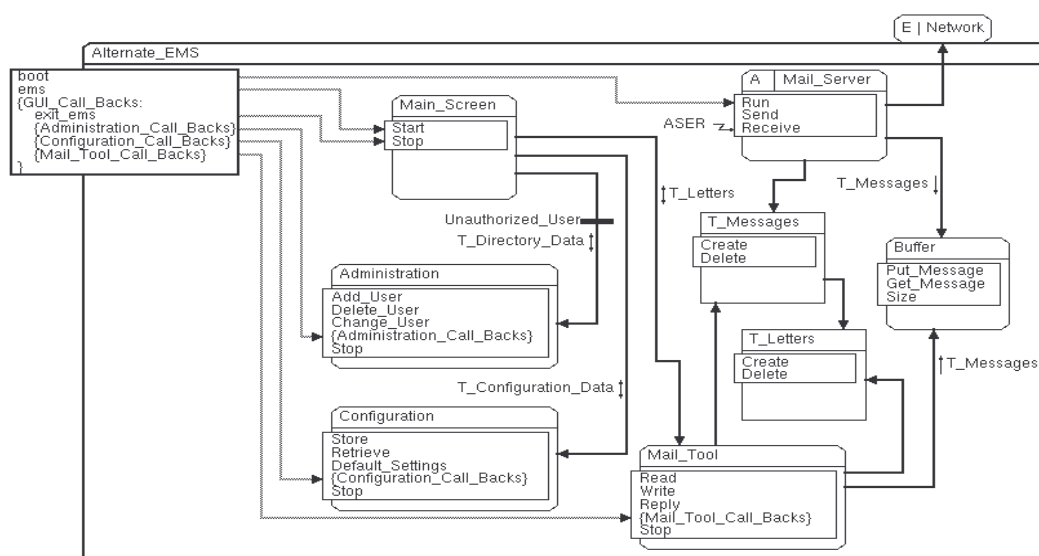 E | Network
Alternate_EMS
boot
ems
{GUI_Call_Backs:
exit_ems
{Administration_Call_Backs}
{Configuration_Call_Backs}
{Mail_Tool_Call_Backs}
}
Main_Screen
Start
Stop
A Mail_Server
Run
Send
Receive
ASER
T_Letters
T_Messages
Unauthorized_User
T_Directory_Data
T_Messages
Create
Delete
Buffer
Put_Message
Get_Message
Size
Administration
Add_User
Delete_User
Change_User
{Administration_Call_Backs}
Stop
T_Letters
Create
Delete
T_Messages
T_Configuration_Data
Configuration
Store
Retrieve
Default_Settings
{Configuration_Call_Backs}
Stop
Mail_Tool
Read
Write
Reply
{Mail_Tool_Call_Backs}
Stop